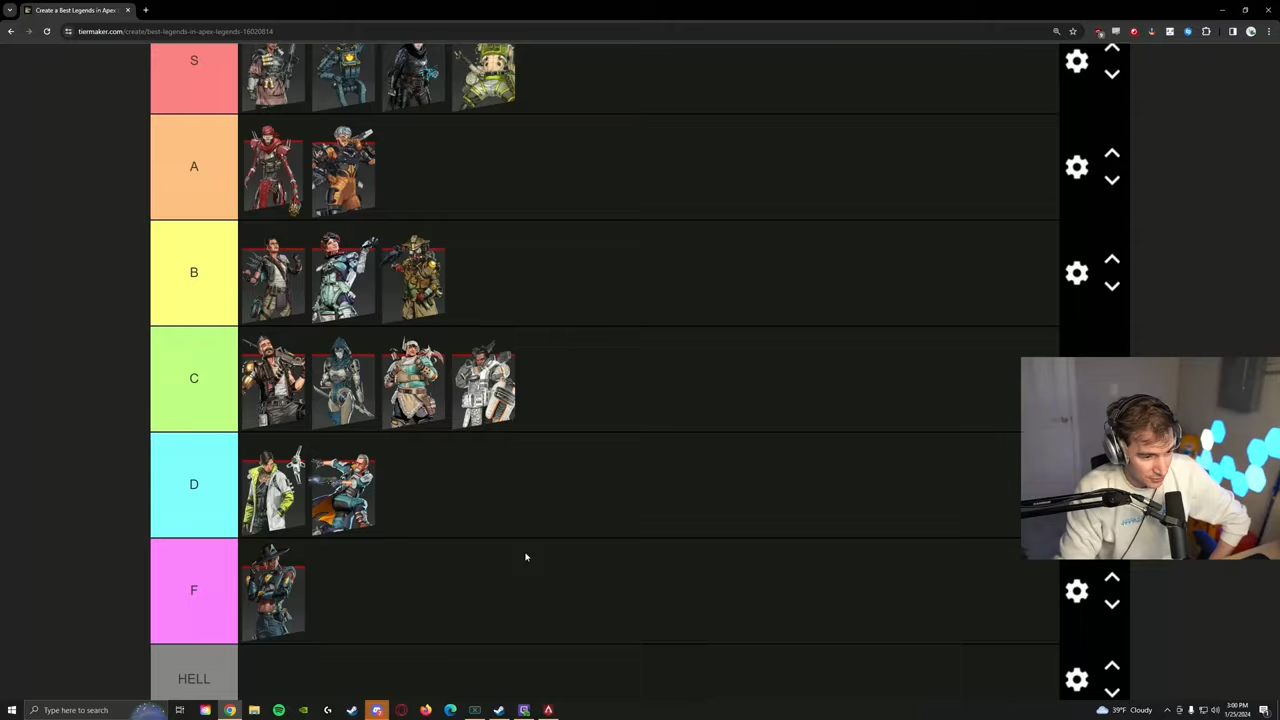 Create a Best Legends in Apex
tiermaker.com/create/best-legends-in-apex-legends-16020814
S
A
B
C
D
F
HELL
Type here to search
39°F Cloudy
3:00 PM
1/25/2024